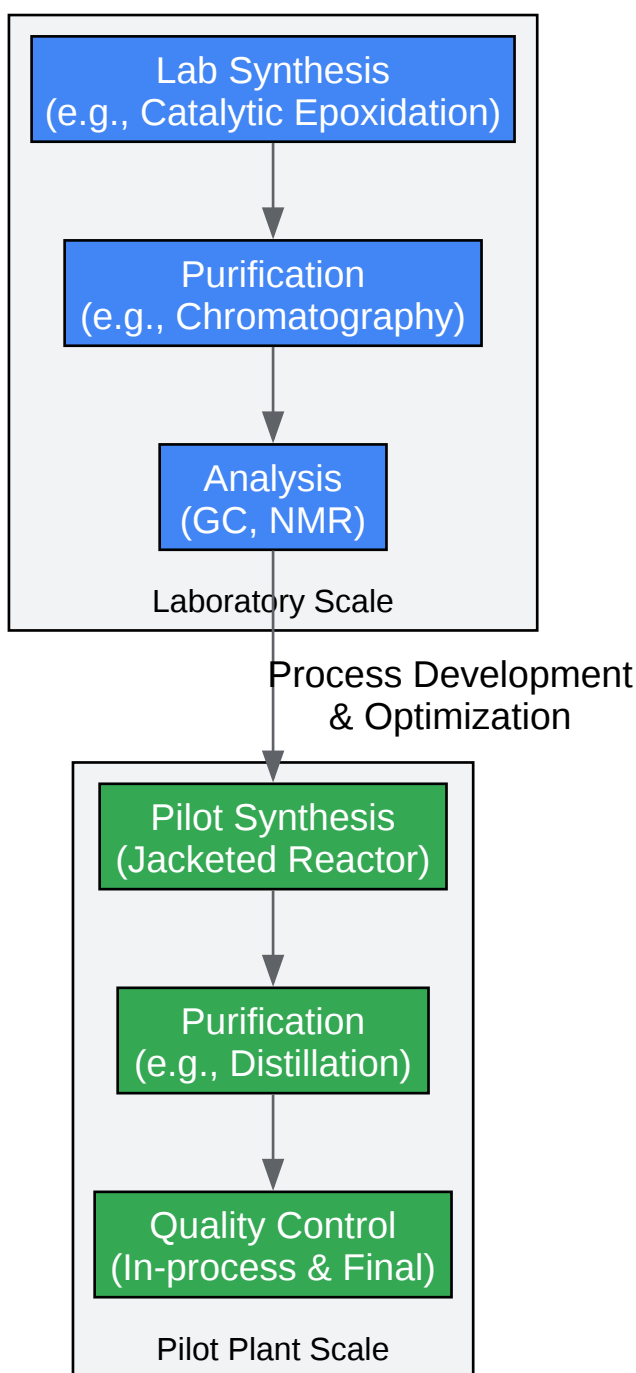 Lab Synthesis
(e.g., Catalytic Epoxidation)
Purification
(e.g., Chromatography)
Analysis
(GC, NMR)
Laboratory Scale
Process Development
& Optimization
Pilot Synthesis
(Jacketed Reactor)
Purification
(e.g., Distillation)
Quality Control
(In-process & Final)
Pilot Plant Scale